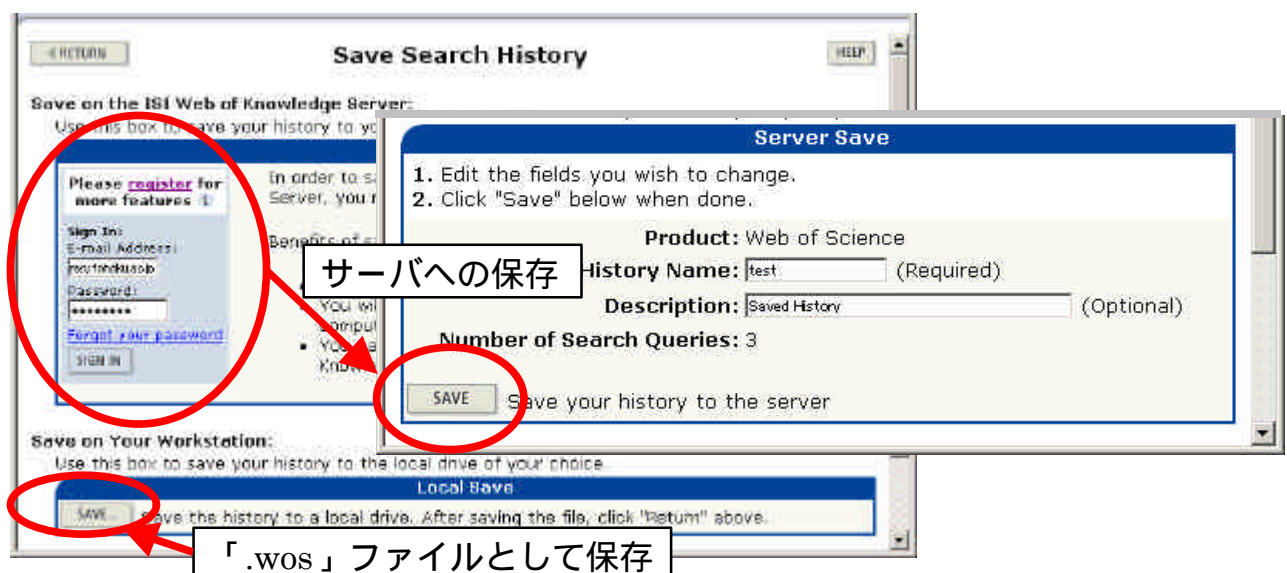 RETURN
Save Search History
HELP
Save on the ISI Web of Knowledge Server:
Use this box to save your history to
Please register for
more features
In order to
Server, you
Sign In:
E-mail Address:
Benefits of
Password:
••••••••
You
Forgot your password
SIGN IN
Server Save
1. Edit the fields you wish to change.
2. Click "Save" below when done.
Product: Web of Science
サーバへの保存
History Name: test (Required)
Description: Saved History (Optional)
Number of Search Queries: 3
SAVE Save your history to the server
Save on Your Workstation:
Use this box to save your history to the local drive of your choice
Local Save
SAVE... Save the history to a local drive. After saving the file, click "Return" above.
「.wos」ファイルとして保存